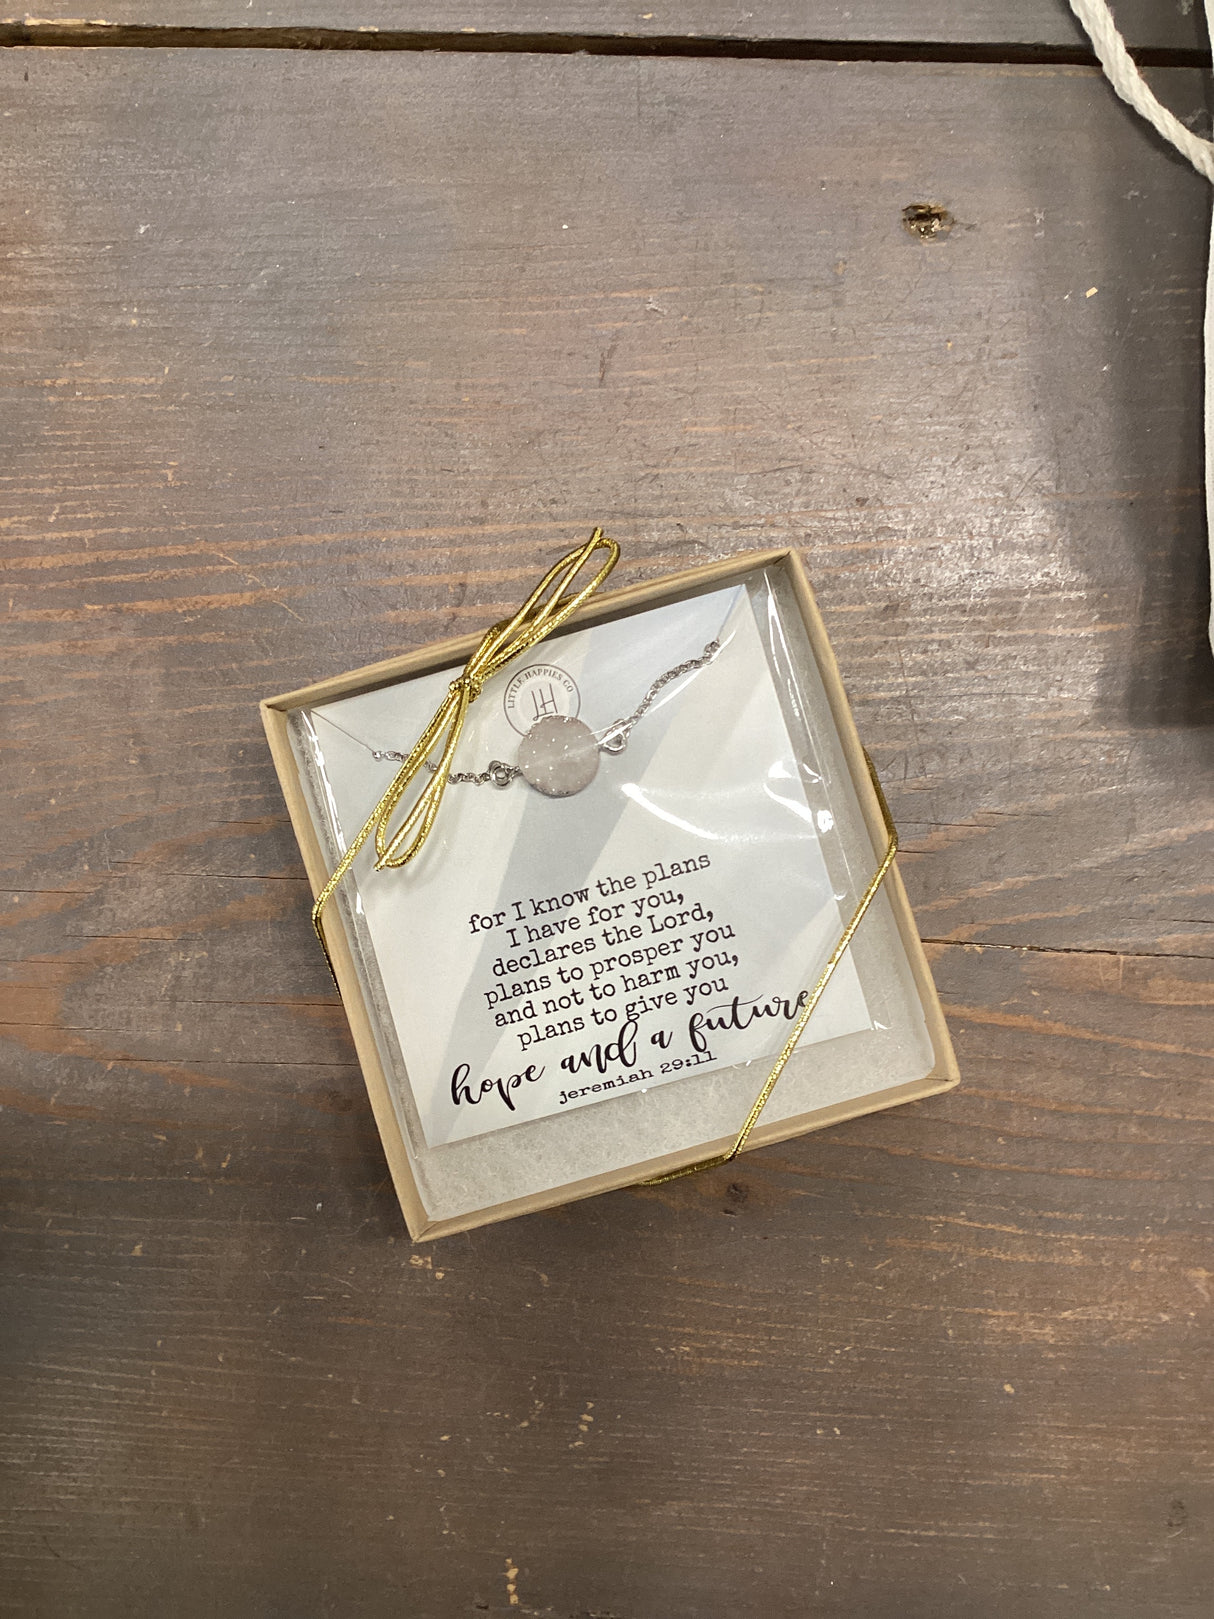 LITTLE HAPPIES CO
LH
for I know the plans
I have for you,
declares the Lord,
plans to prosper you
and not to harm you,
plans to give you
hope and a future
jeremiah 29:11